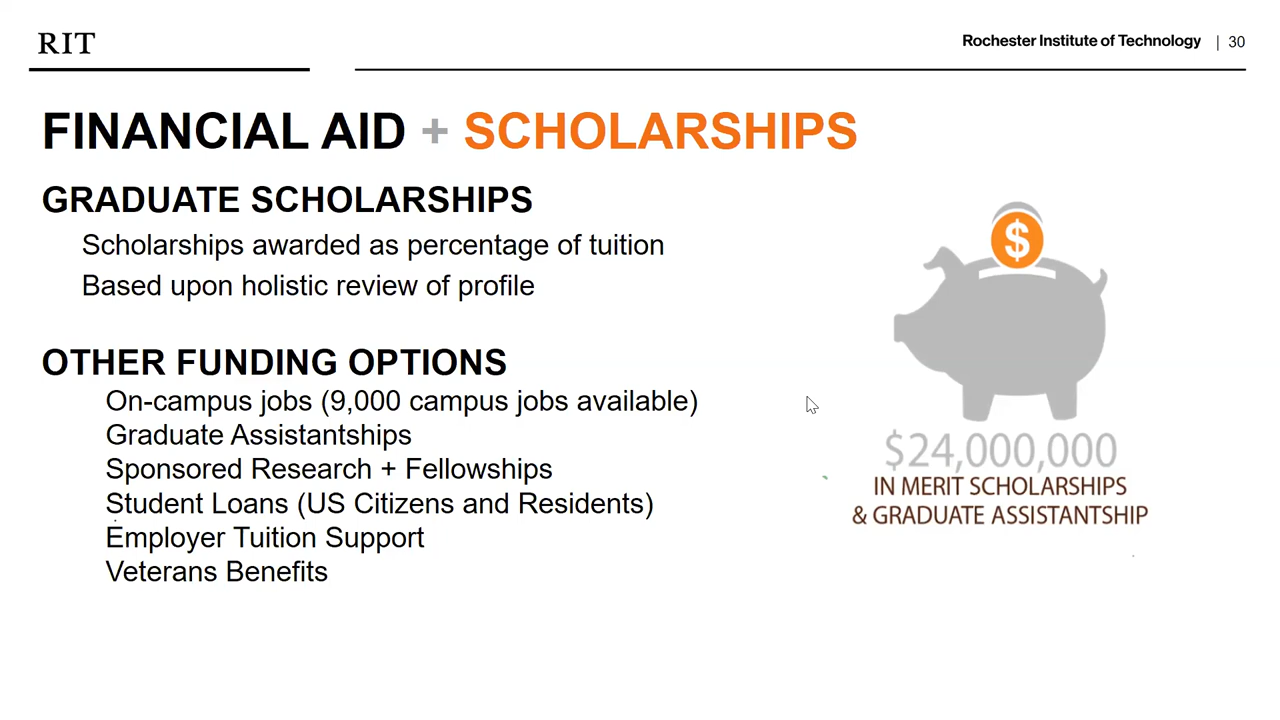 RIT
Rochester Institute of Technology | 30
FINANCIAL AID + SCHOLARSHIPS
GRADUATE SCHOLARSHIPS
Scholarships awarded as percentage of tuition
Based upon holistic review of profile
OTHER FUNDING OPTIONS
On-campus jobs (9,000 campus jobs available)
Graduate Assistantships
Sponsored Research + Fellowships
Student Loans (US Citizens and Residents)
Employer Tuition Support
Veterans Benefits
$
$24,000,000
IN MERIT SCHOLARSHIPS
& GRADUATE ASSISTANTSHIP